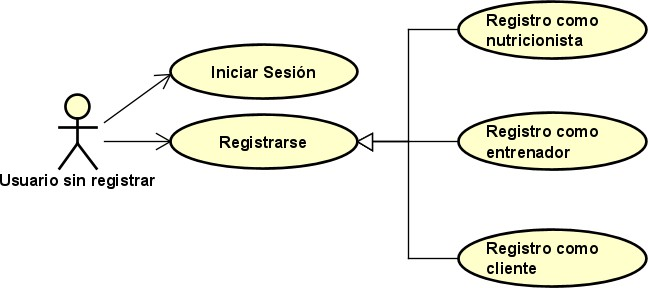 Registro como
nutricionista
Iniciar Sesión
Registrarse
Registro como
entrenador
Usuario sin registrar
Registro como
cliente